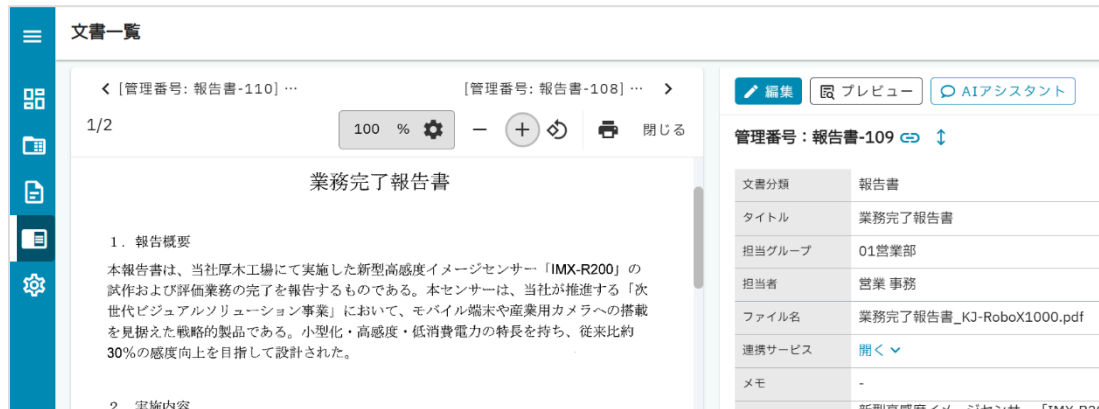 文書一覧
[管理番号: 報告書-110] …
[管理番号: 報告書-108] …
1/2
100 %
閉じる
業務完了報告書
1. 報告概要
本報告書は、当社厚木工場にて実施した新型高感度イメージセンサー「IMX-R200」の
試作および評価業務の完了を報告するものである。本センサーは、当社が推進する「次
世代ビジュアルソリューション事業」において、モバイル端末や産業用カメラへの搭載
を見据えた戦略的製品である。小型化・高感度・低消費電力の特長を持ち、従来比約
30%の感度向上を目指して設計された。
2. 実施内容
編集
プレビュー
AIアシスタント
管理番号：報告書-109
文書分類 報告書
タイトル 業務完了報告書
担当グループ 01営業部
担当者 営業 事務
ファイル名 業務完了報告書_KJ-RoboX1000.pdf
連携サービス 開く
メモ -
新型高感度イメージセンサー「IMX-R20